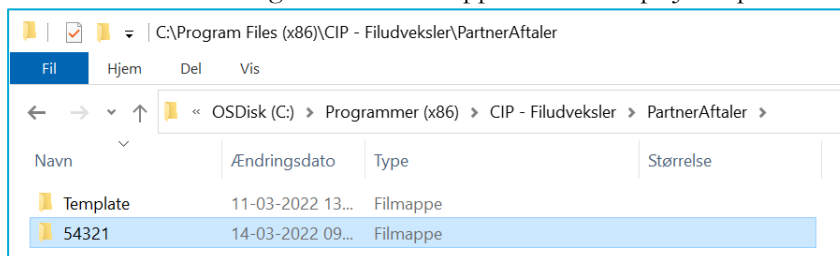 C:\Program Files (x86)\CIP - Filudveksler\PartnerAftaler
Fil Hjem Del Vis
« OSDisk (C:) > Programmer (x86) > CIP - Filudveksler > PartnerAftaler >
Navn Ændringsdato Type Størrelse
Template 11-03-2022 13... Filmappe
54321 14-03-2022 09... Filmappe